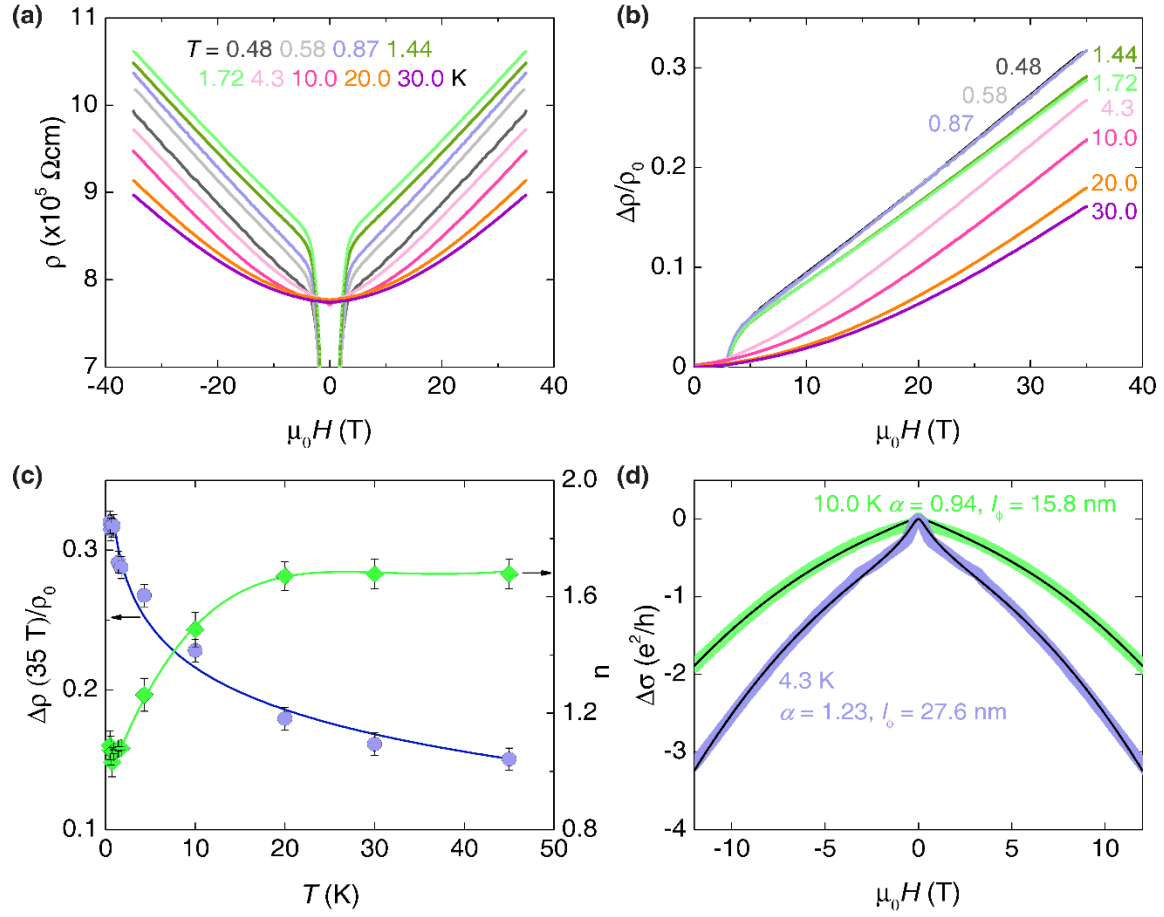 (a)
11
10
9
8
7
ρ (x10⁵ Ωcm)
T = 0.48 0.58 0.87 1.44
1.72 4.3 10.0 20.0 30.0 K
-40 -20 0 20 40
μ₀H (T)
(b)
0.3
0.2
0.1
0
Δρ/ρ₀
0.48
0.58
0.87
1.44
1.72
4.3
10.0
20.0
30.0
0 10 20 30 40
μ₀H (T)
(c)
0.3
0.2
0.1
Δρ (35 T)/ρ₀
2.0
1.6
1.2
0.8
n
0 10 20 30 40 50
T (K)
(d)
0
-1
-2
-3
-4
Δσ (e²/h)
10.0 K α = 0.94, lϕ = 15.8 nm
4.3 K
α = 1.23, lϕ = 27.6 nm
-10 -5 0 5 10
μ₀H (T)